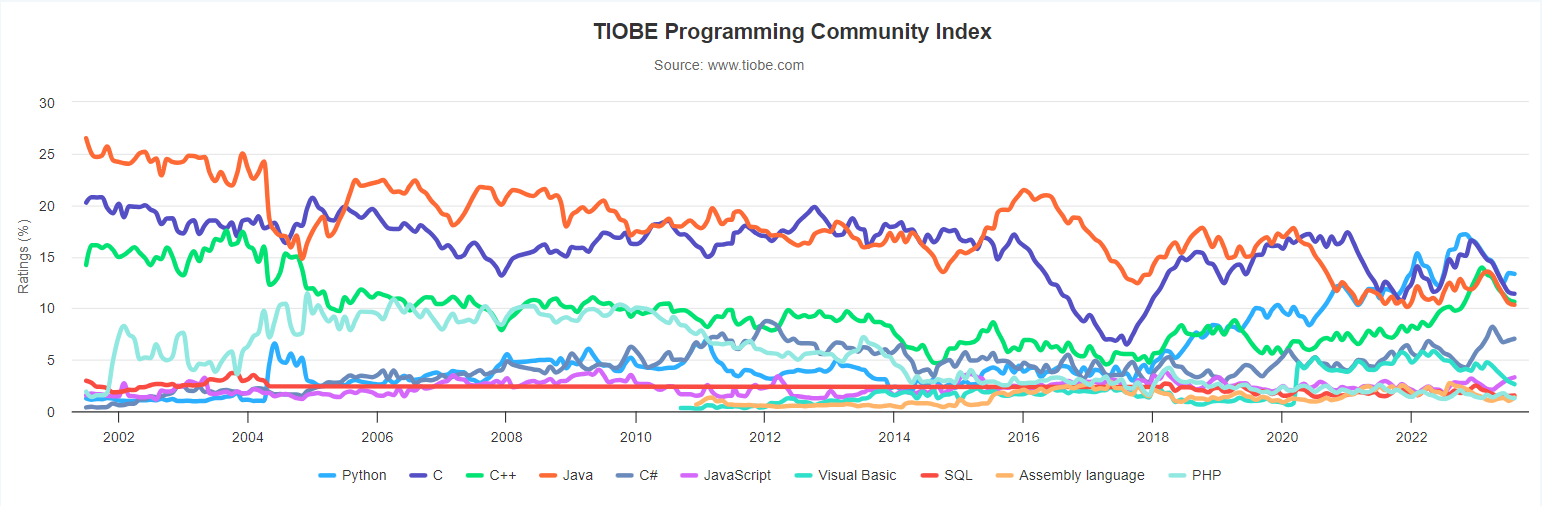 TIOBE Programming Community Index
Source: www.tiobe.com
Ratings (%)
30
25
20
15
10
5
0
2002 2004 2006 2008 2010 2012 2014 2016 2018 2020 2022
Python C C++ Java C# JavaScript Visual Basic SQL Assembly language PHP